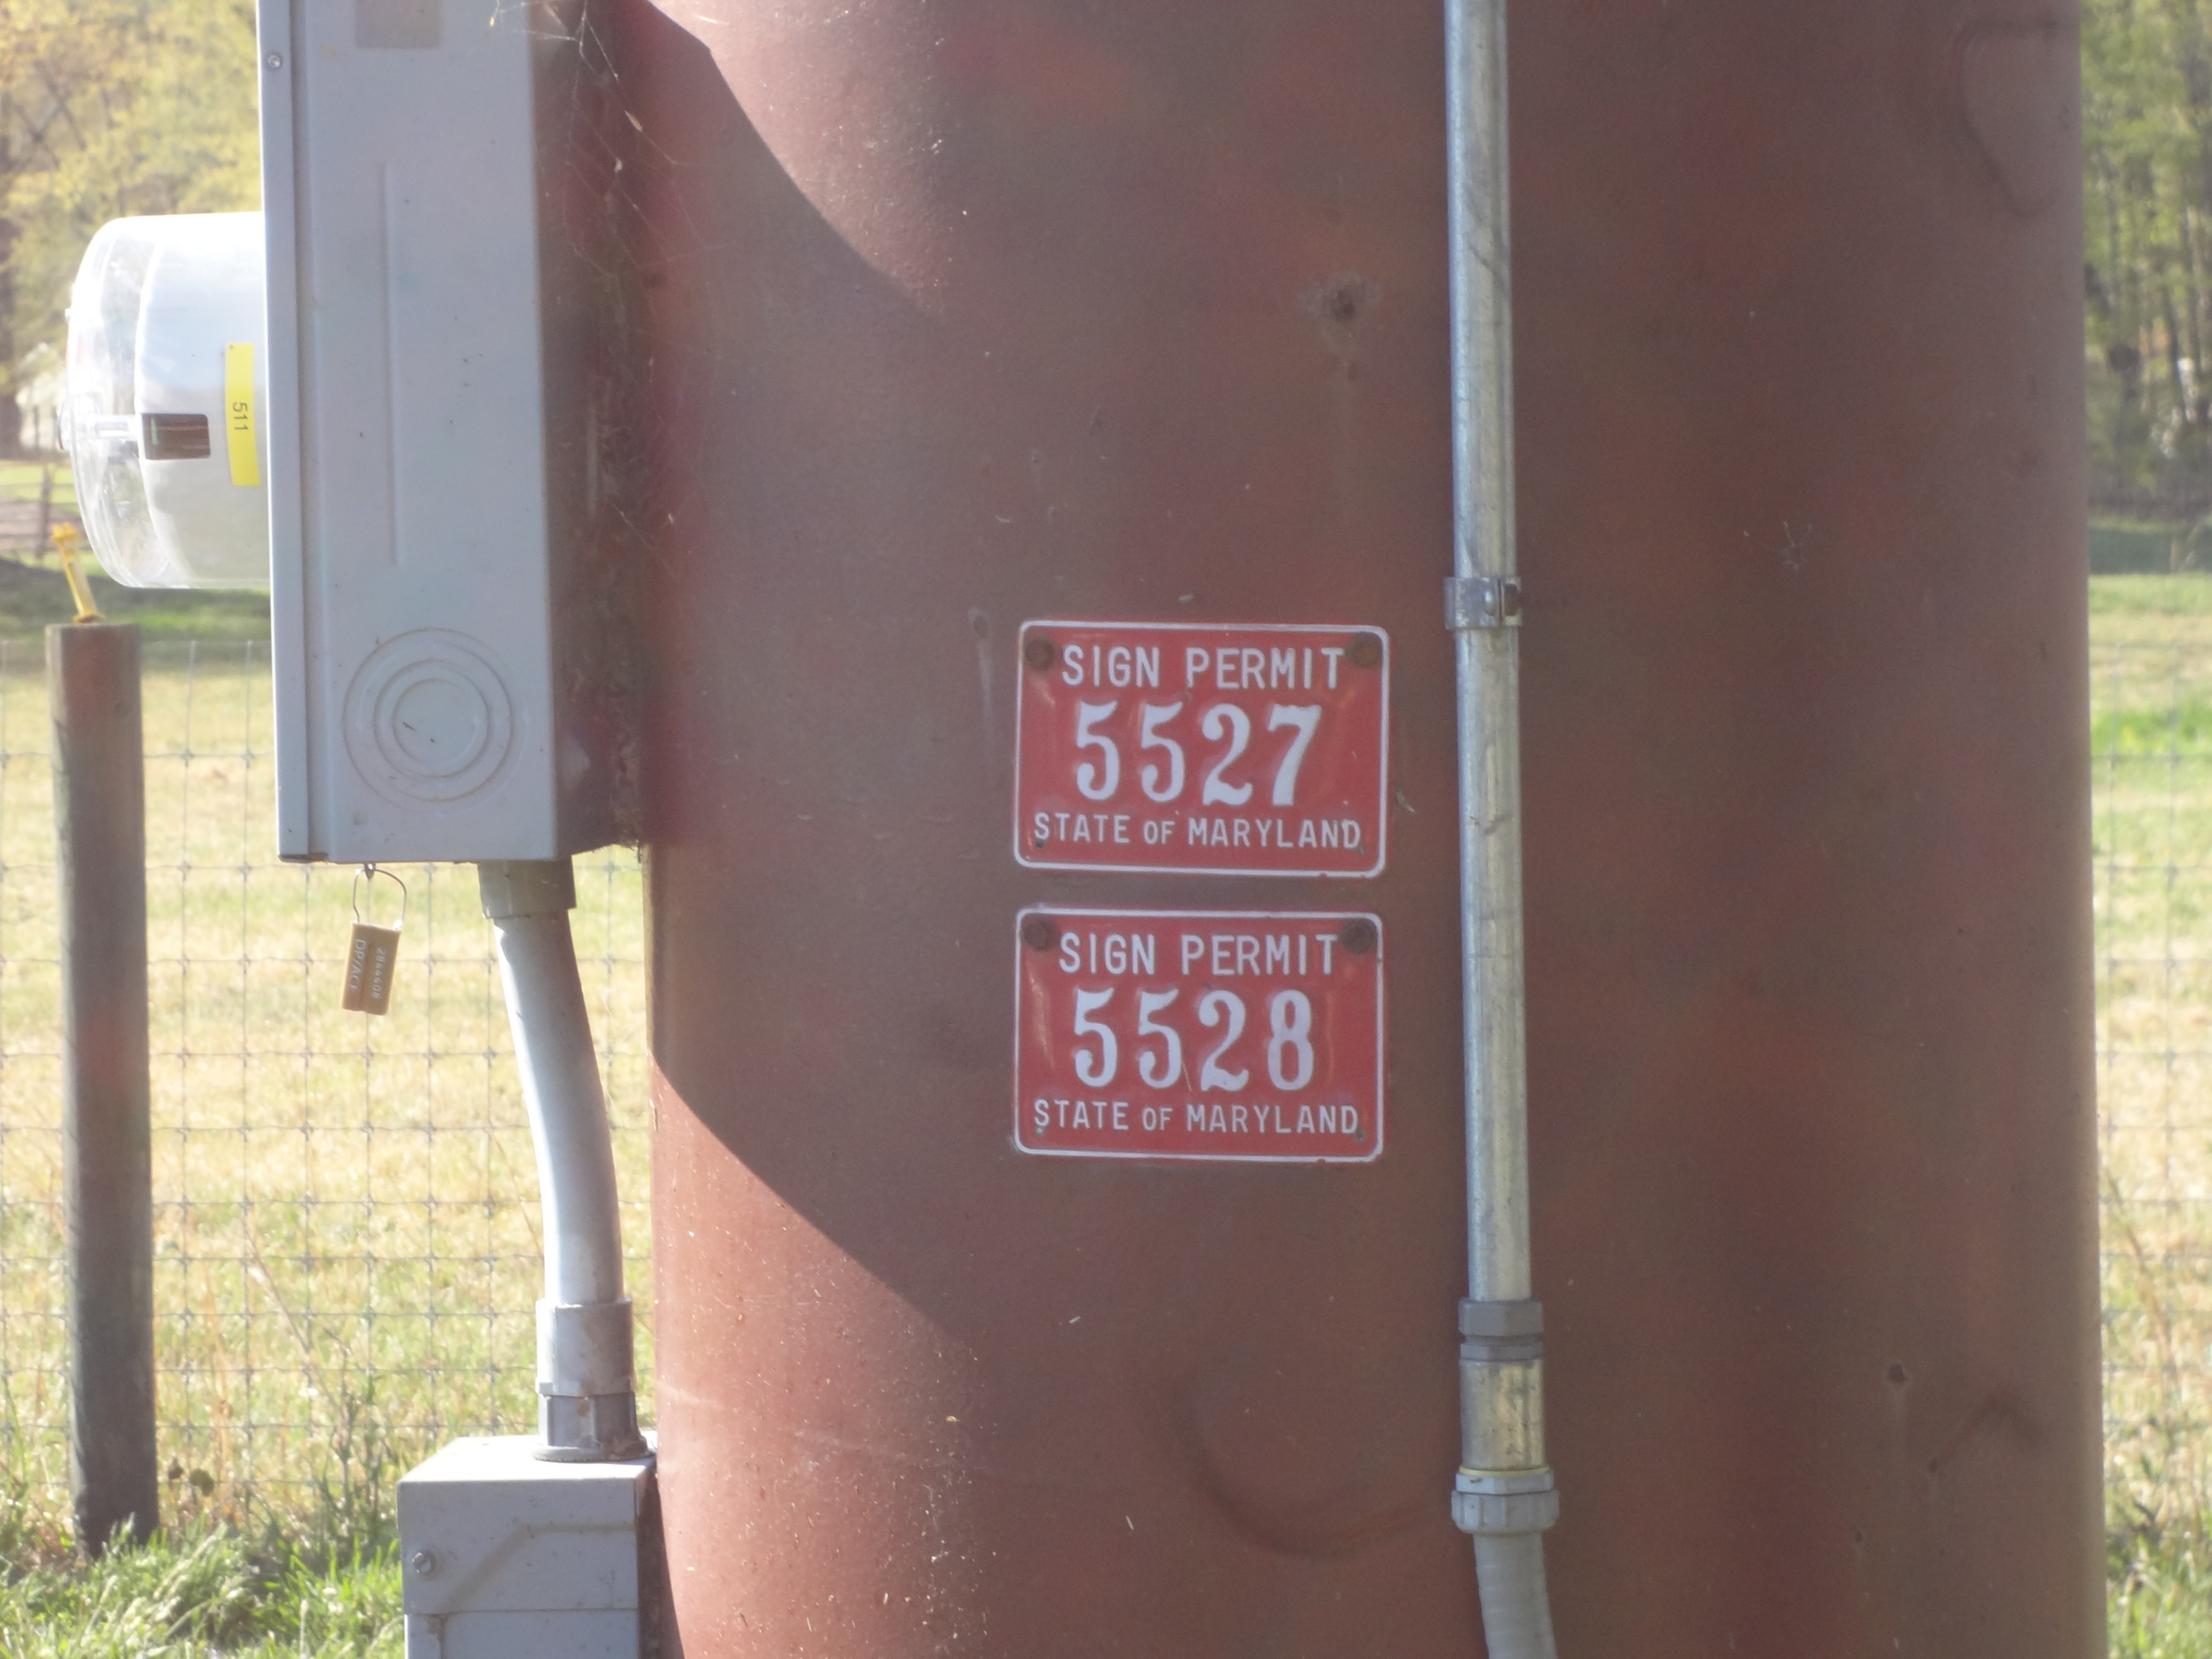 511
SIGN PERMIT
5527
STATE OF MARYLAND
SIGN PERMIT
5528
STATE OF MARYLAND